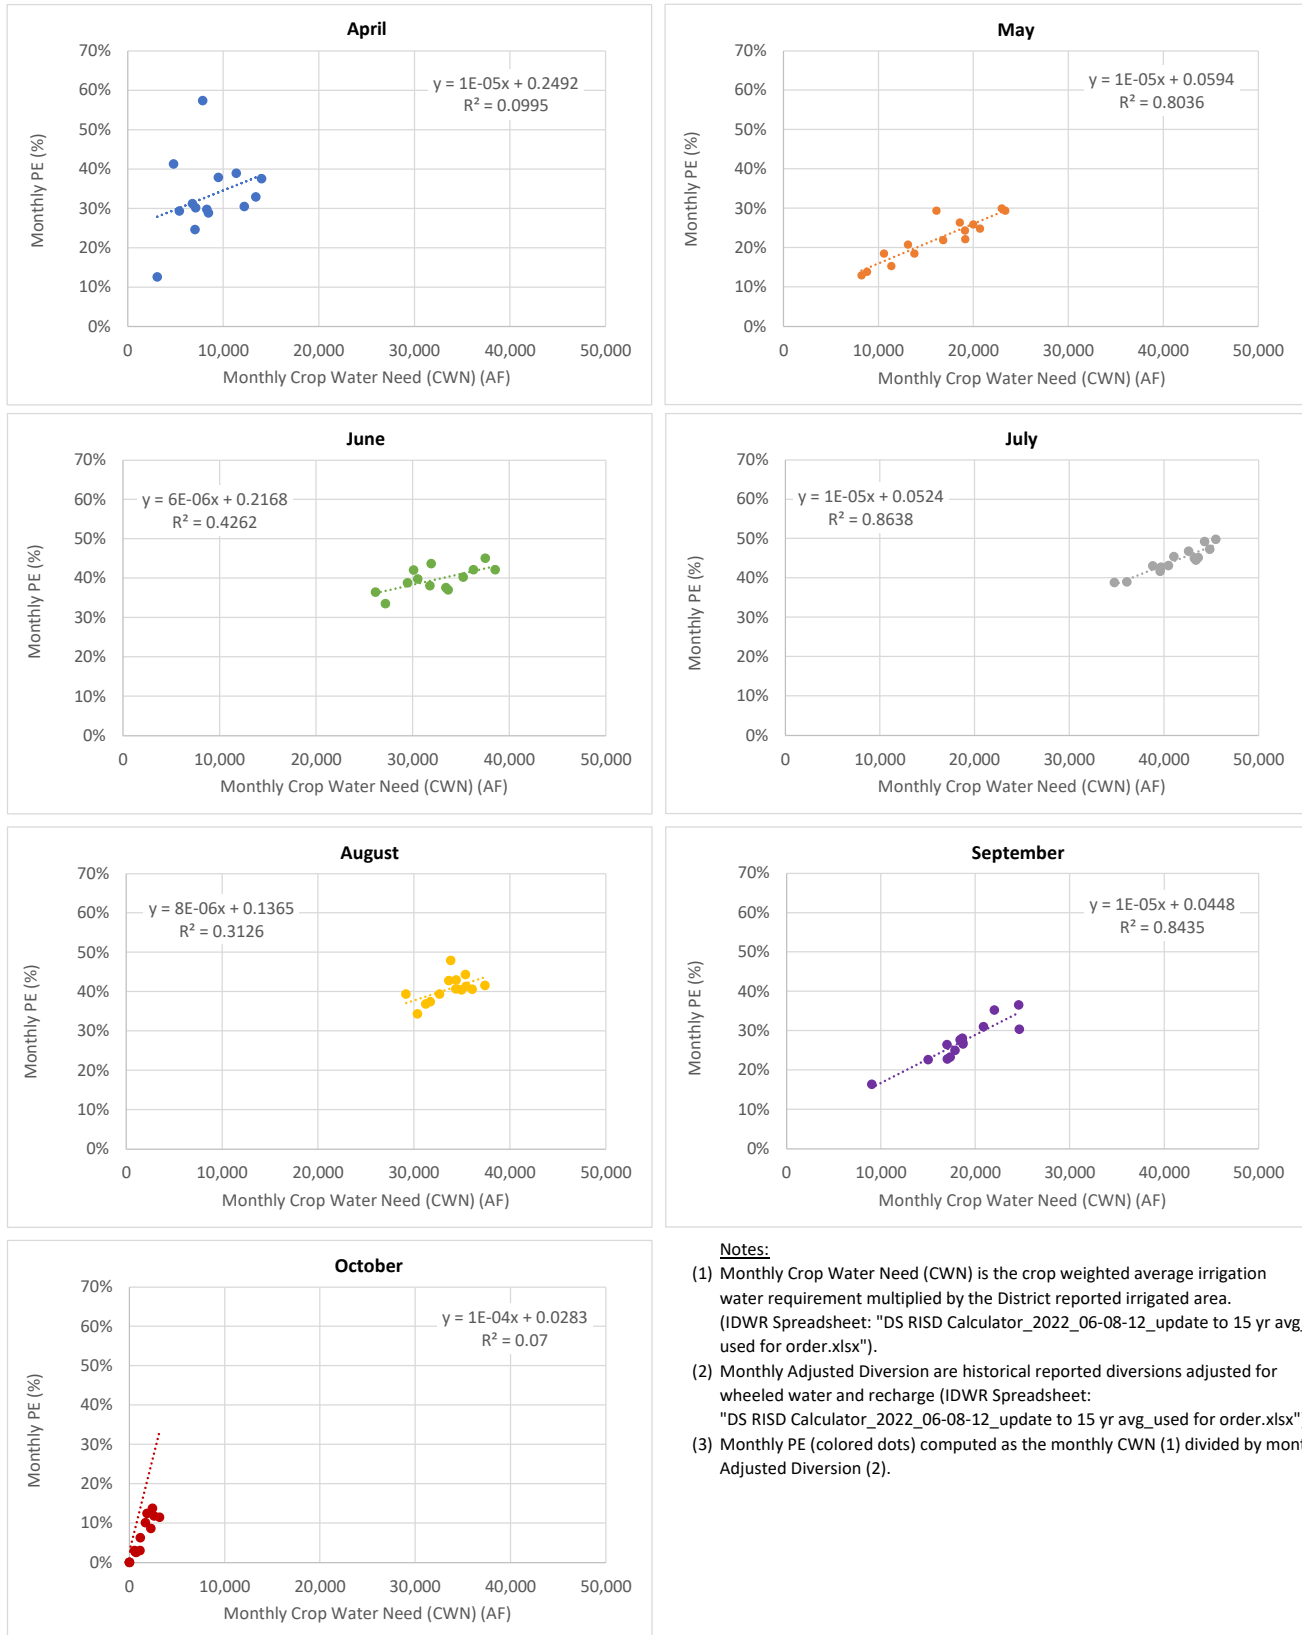 April
70%
60%
50%
40%
30%
20%
10%
0%
y = 1E-05x + 0.2492
R² = 0.0995
Monthly PE (%)
0 10,000 20,000 30,000 40,000 50,000
Monthly Crop Water Need (CWN) (AF)
May
70%
60%
50%
40%
30%
20%
10%
0%
y = 1E-05x + 0.0594
R² = 0.8036
Monthly PE (%)
0 10,000 20,000 30,000 40,000 50,000
Monthly Crop Water Need (CWN) (AF)
June
70%
60%
50%
40%
30%
20%
10%
0%
y = 6E-06x + 0.2168
R² = 0.4262
Monthly PE (%)
0 10,000 20,000 30,000 40,000 50,000
Monthly Crop Water Need (CWN) (AF)
July
70%
60%
50%
40%
30%
20%
10%
0%
y = 1E-05x + 0.0524
R² = 0.8638
Monthly PE (%)
0 10,000 20,000 30,000 40,000 50,000
Monthly Crop Water Need (CWN) (AF)
August
70%
60%
50%
40%
30%
20%
10%
0%
y = 8E-06x + 0.1365
R² = 0.3126
Monthly PE (%)
0 10,000 20,000 30,000 40,000 50,000
Monthly Crop Water Need (CWN) (AF)
September
70%
60%
50%
40%
30%
20%
10%
0%
y = 1E-05x + 0.0448
R² = 0.8435
Monthly PE (%)
0 10,000 20,000 30,000 40,000 50,000
Monthly Crop Water Need (CWN) (AF)
October
70%
60%
50%
40%
30%
20%
10%
0%
y = 1E-04x + 0.0283
R² = 0.07
Monthly PE (%)
0 10,000 20,000 30,000 40,000 50,000
Monthly Crop Water Need (CWN) (AF)
Notes:
(1) Monthly Crop Water Need (CWN) is the crop weighted average irrigation
water requirement multiplied by the District reported irrigated area.
(IDWR Spreadsheet: "DS RISD Calculator_2022_06-08-12_update to 15 yr avg_
used for order.xlsx").
(2) Monthly Adjusted Diversion are historical reported diversions adjusted for
wheeled water and recharge (IDWR Spreadsheet:
"DS RISD Calculator_2022_06-08-12_update to 15 yr avg_used for order.xlsx"
(3) Monthly PE (colored dots) computed as the monthly CWN (1) divided by
Adjusted Diversion (2).